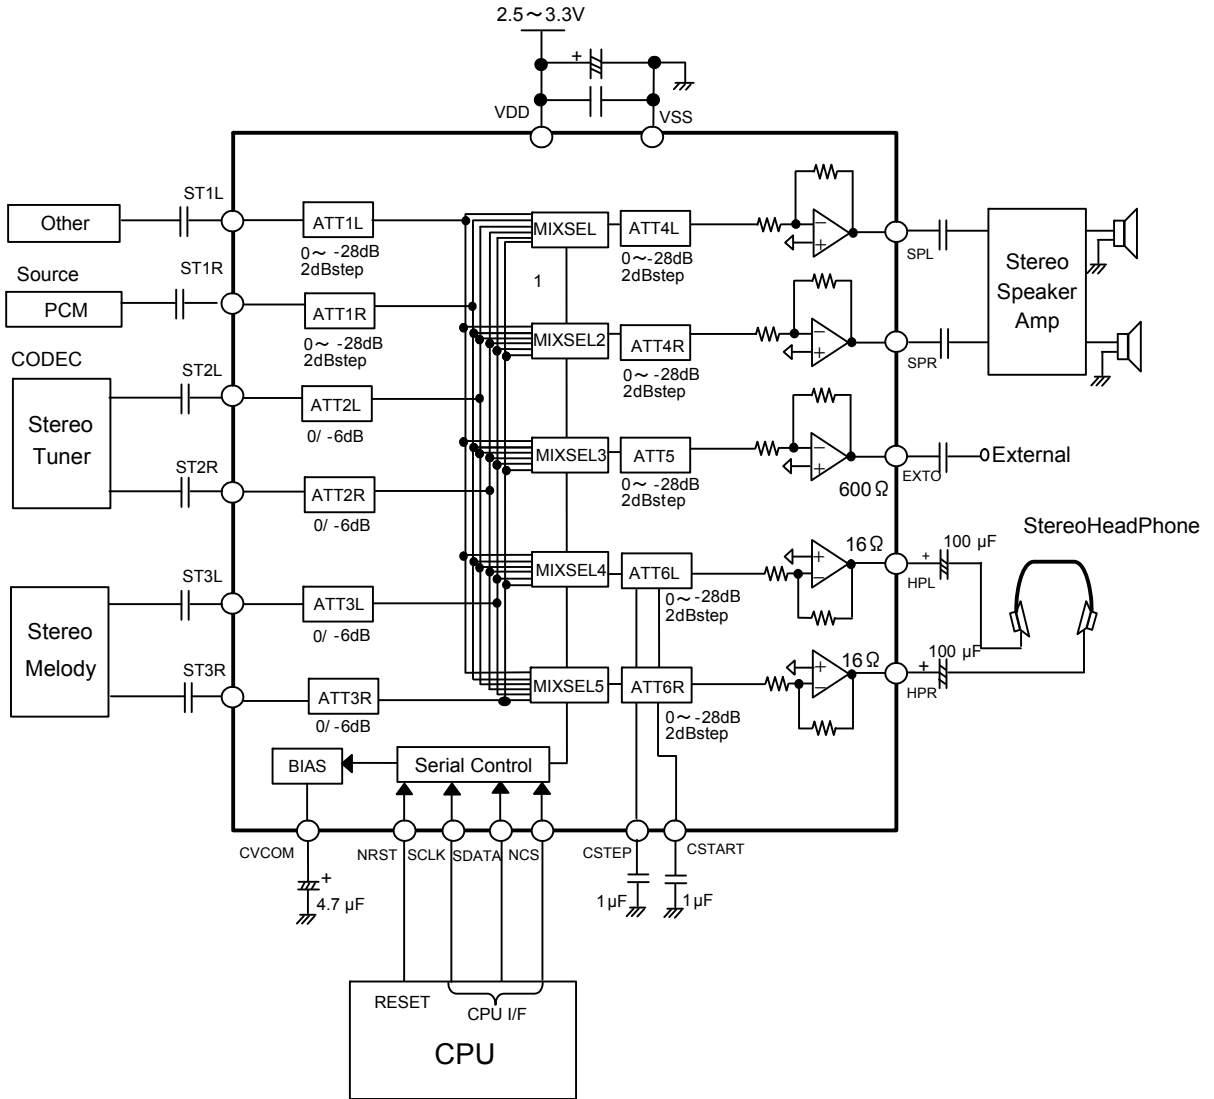 2.5～3.3V
+
VDD
VSS
ST1L
Other
ATT1L
0～ -28dB
2dBstep
MIXSEL
1
ATT4L
0～-28dB
2dBstep
−
+
SPL
Stereo
Speaker
Amp
ST1R
Source
PCM
ATT1R
0～ -28dB
2dBstep
MIXSEL2
ATT4R
0～-28dB
2dBstep
−
+
SPR
CODEC
ST2L
Stereo
Tuner
ATT2L
0/ -6dB
MIXSEL3
ATT5
0～-28dB
2dBstep
−
+
600Ω
EXTO
External
ST2R
ATT2R
0/ -6dB
StereoHeadPhone
MIXSEL4
ATT6L
0～-28dB
2dBstep
+
−
16Ω
HPL
+
100 µF
ST3L
Stereo
Melody
ATT3L
0/ -6dB
ST3R
ATT3R
0/ -6dB
MIXSEL5
ATT6R
0～-28dB
2dBstep
+
−
16Ω
HPR
+
100 µF
BIAS
Serial Control
CVCOM
NRST
SCLK
SDATA
NCS
CSTEP
CSTART
+
4.7 µF
1µF
1µF
RESET
CPU I/F
CPU